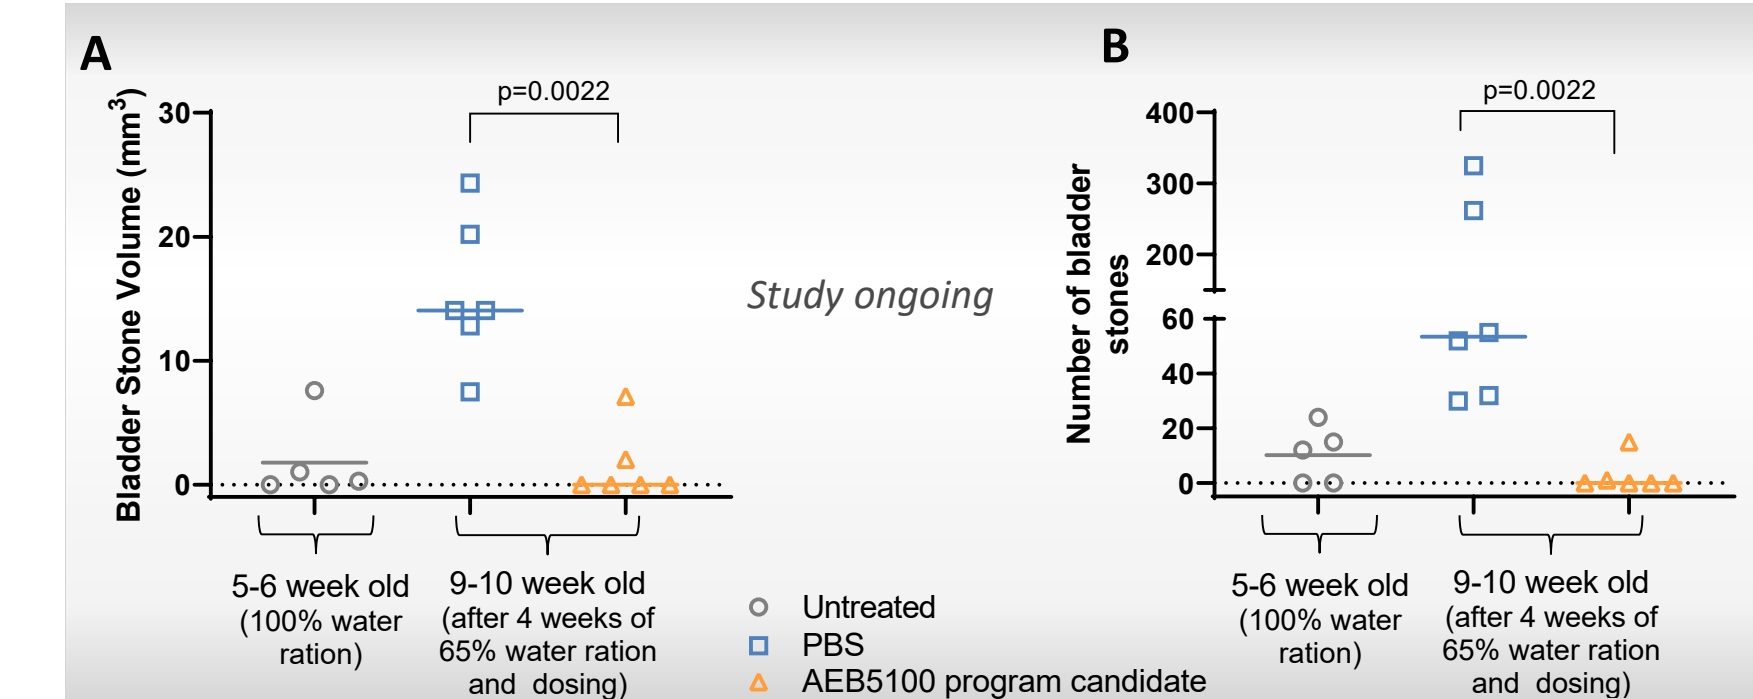 A
Bladder Stone Volume (mm³)
30
20
10
0
p=0.0022
5-6 week old
(100% water
ration)
9-10 week old
(after 4 weeks of
65% water ration
and dosing)
Study ongoing
Untreated
PBS
AEB5100 program candidate
B
Number of bladder
stones
400
300
200
60
40
20
0
p=0.0022
5-6 week old
(100% water
ration)
9-10 week old
(after 4 weeks of
65% water ration
and dosing)